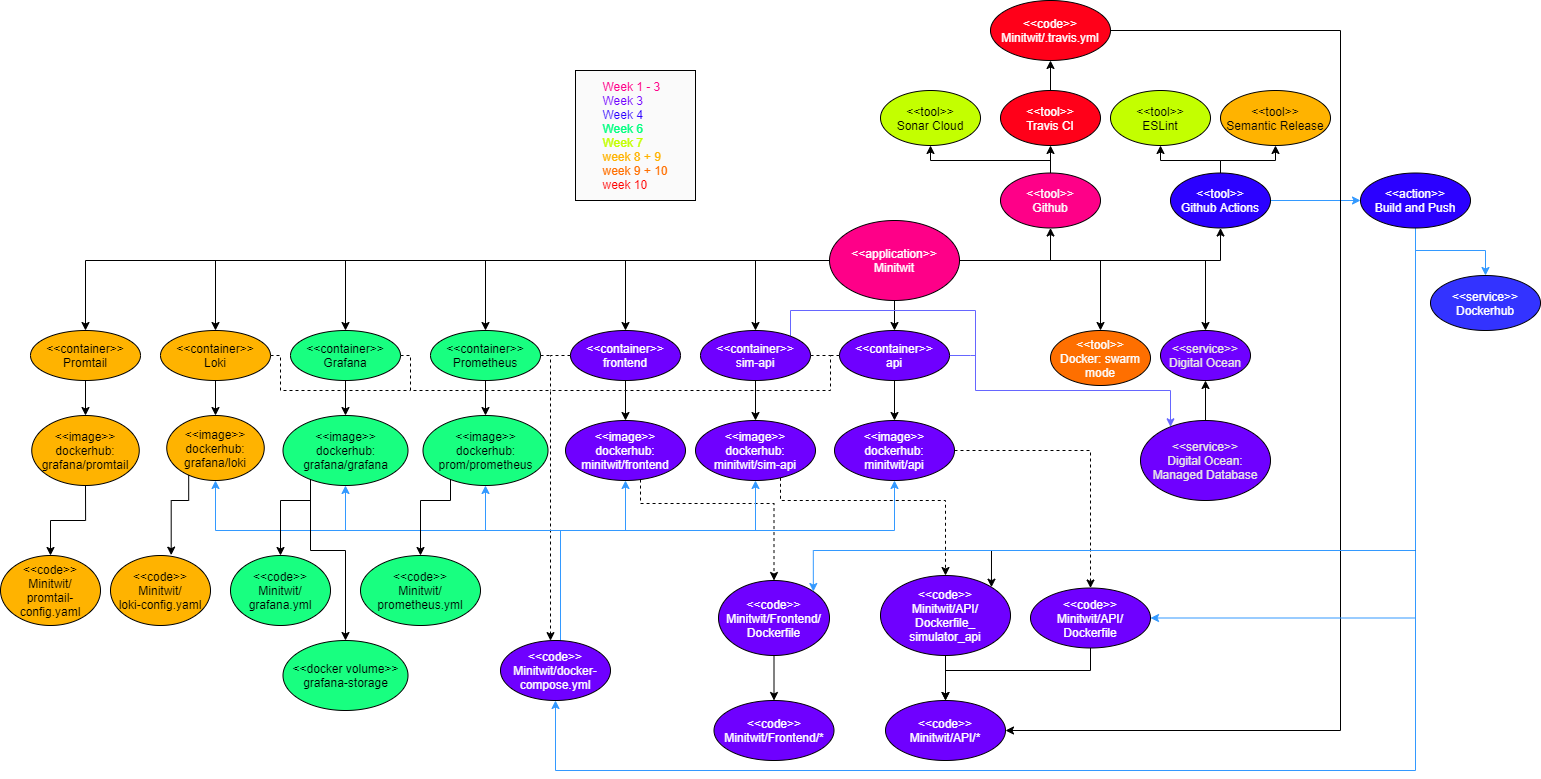 <<code>>
Minitwit/.travis.yml
Week 1 - 3
Week 3
Week 4
Week 6
Week 7
week 8 + 9
week 9 + 10
week 10
<<tool>>
Sonar Cloud
<<tool>>
Travis CI
<<tool>>
ESLint
<<tool>>
Semantic Release
<<tool>>
Github
<<tool>>
Github Actions
<<action>>
Build and Push
<<application>>
Minitwit
<<service>>
Dockerhub
<<container>>
Promtail
<<container>>
Loki
<<container>>
Grafana
<<container>>
Prometheus
<<container>>
frontend
<<container>>
sim-api
<<container>>
api
<<tool>>
Docker: swarm
mode
<<service>>
Digital Ocean
<<image>>
dockerhub:
grafana/promtail
<<image>>
dockerhub:
grafana/loki
<<image>>
dockerhub:
grafana/grafana
<<image>>
dockerhub:
prom/prometheus
<<image>>
dockerhub:
minitwit/frontend
<<image>>
dockerhub:
minitwit/sim-api
<<image>>
dockerhub:
minitwit/api
<<service>>
Digital Ocean:
Managed Database
<<code>>
Minitwit/
promtail-
config.yaml
<<code>>
Minitwit/
loki-config.yaml
<<code>>
Minitwit/
grafana.yml
<<code>>
Minitwit/
prometheus.yml
<<code>>
Minitwit/Frontend/
Dockerfile
<<code>>
Minitwit/API/
Dockerfile_
simulator_api
<<code>>
Minitwit/API/
Dockerfile
<<docker volume>>
grafana-storage
<<code>>
Minitwit/docker-
compose.yml
<<code>>
Minitwit/Frontend/*
<<code>>
Minitwit/API/*